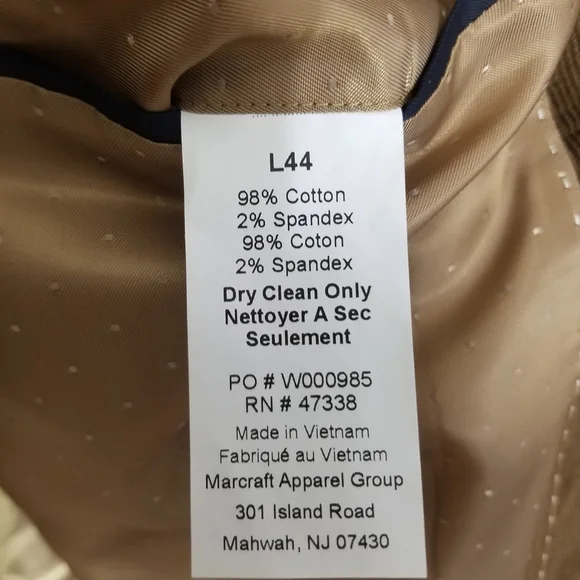 L44
98% Cotton
2% Spandex
98% Coton
2% Spandex
Dry Clean Only
Nettoyer A Sec
Seulement
PO # W000985
RN # 47338
Made in Vietnam
Fabriqué au Vietnam
Marcraft Apparel Group
301 Island Road
Mahwah, NJ 07430